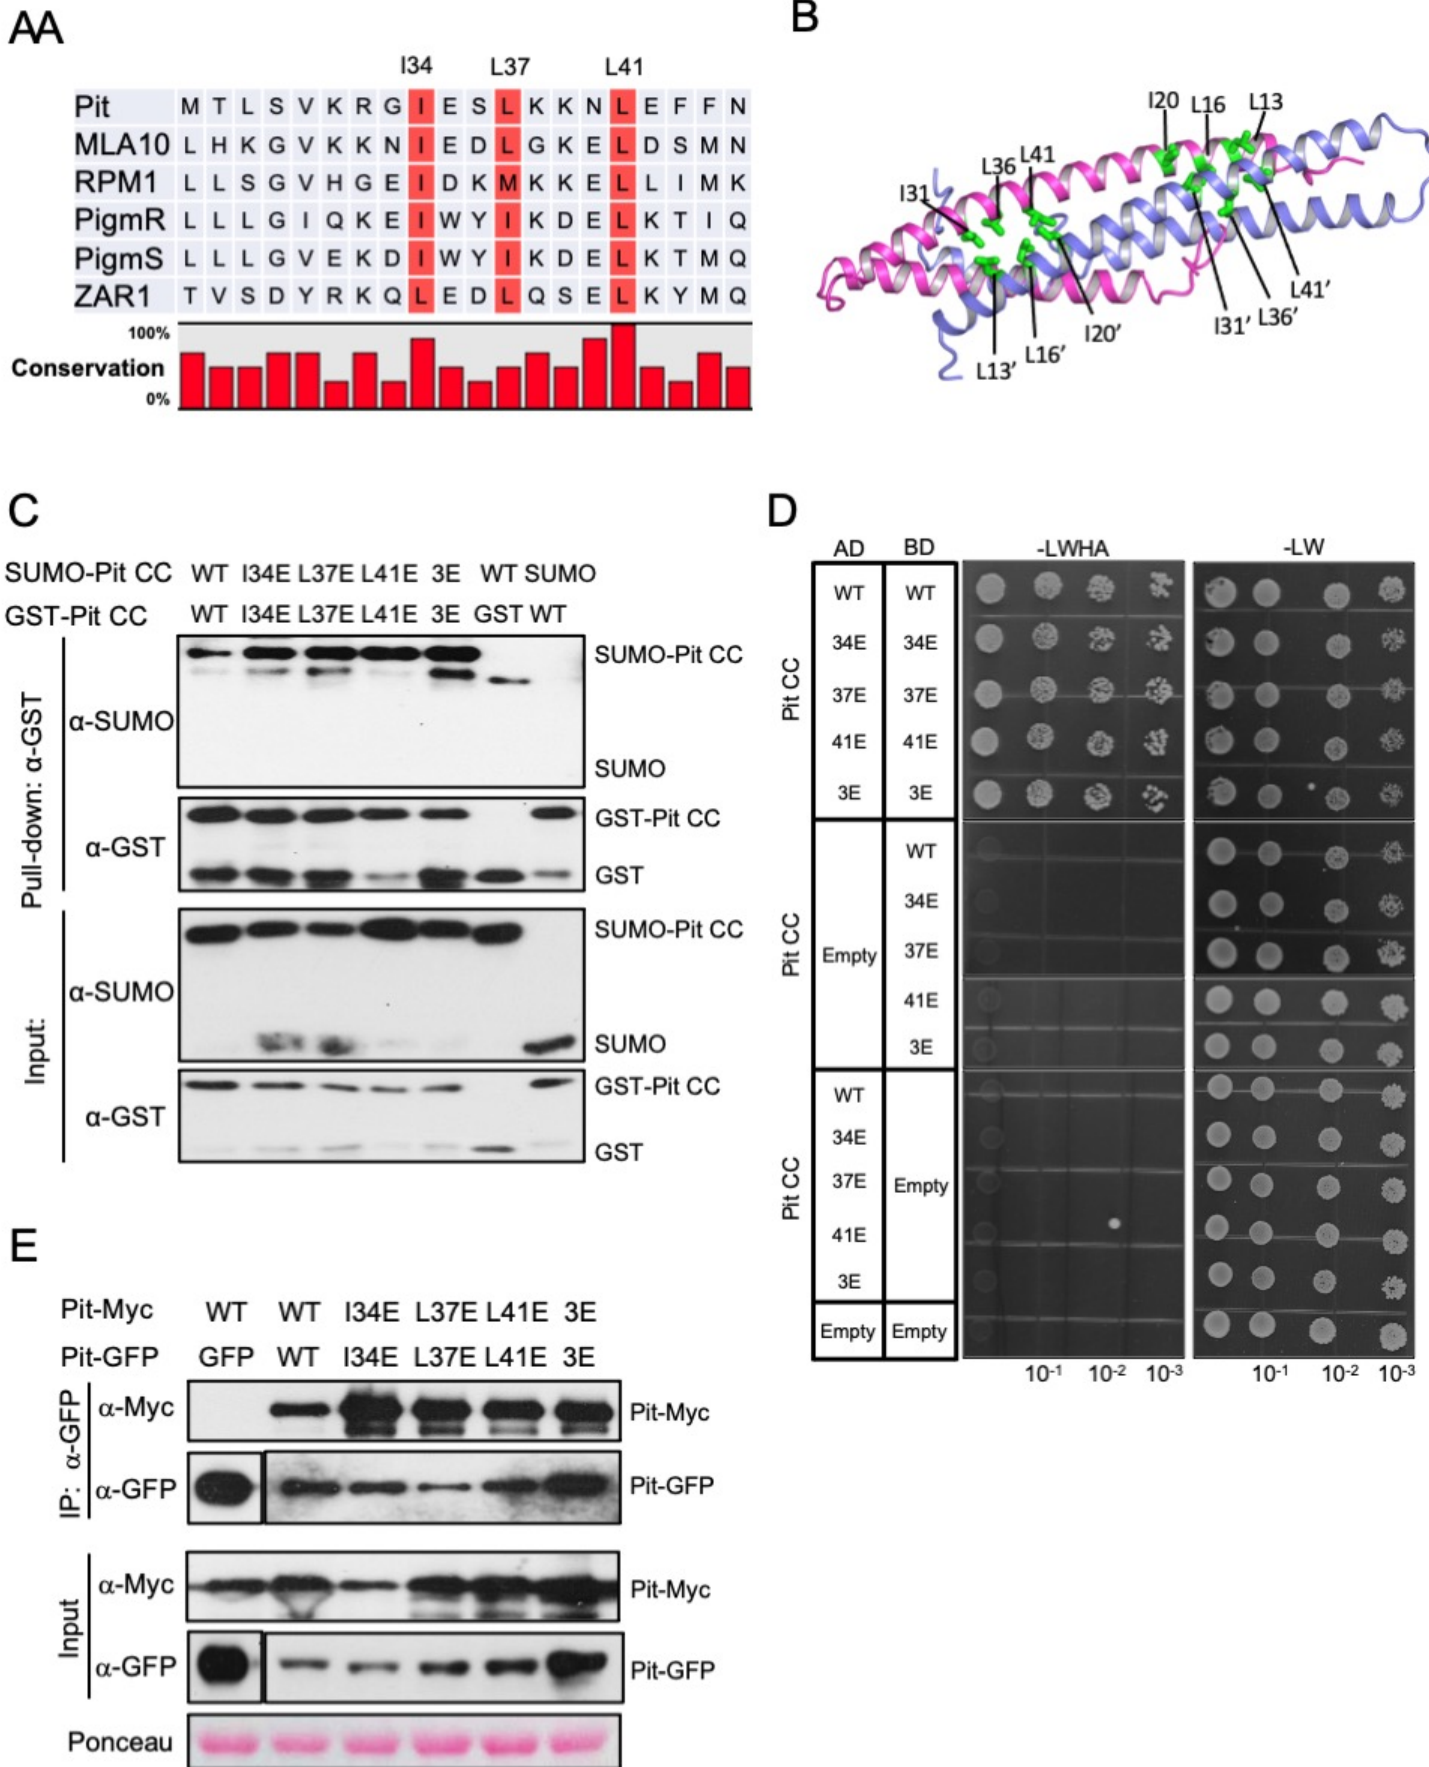 AA
I34 L37 L41
Pit M T L S V K R G I E S L K K N L E F F N
MLA10 L H K G V K K N I E D L G K E L D S M N
RPM1 L L S G V H G E I D K M K K E L L I M K
PigmR L L L G I Q K E I W Y I K D E L K T I Q
PigmS L L L G V E K D I W Y I K D E L K T M Q
ZAR1 T V S D Y R K Q L E D L Q S E L K Y M Q
100%
Conservation
0%
B
I20 L16 L13
L36 L41
I31
L41’
I31’ L36’
I20’
L13’ L16’
C
SUMO-Pit CC WT I34E L37E L41E 3E WT SUMO
GST-Pit CC WT I34E L37E L41E 3E GST WT
Pull-down: α-GST
α-SUMO
SUMO-Pit CC
SUMO
α-GST
GST-Pit CC
GST
Input:
α-SUMO
SUMO-Pit CC
SUMO
α-GST
GST-Pit CC
GST
D
AD BD -LWHA -LW
Pit CC
WT WT
34E 34E
37E 37E
41E 41E
3E 3E
Pit CC
Empty
WT
34E
37E
41E
3E
Pit CC
WT
34E
37E
41E
3E
Empty
Empty Empty
10-1 10-2 10-3 10-1 10-2 10-3
E
Pit-Myc WT WT I34E L37E L41E 3E
Pit-GFP GFP WT I34E L37E L41E 3E
IP: α-GFP
α-Myc Pit-Myc
α-GFP Pit-GFP
Input
α-Myc Pit-Myc
α-GFP Pit-GFP
Ponceau